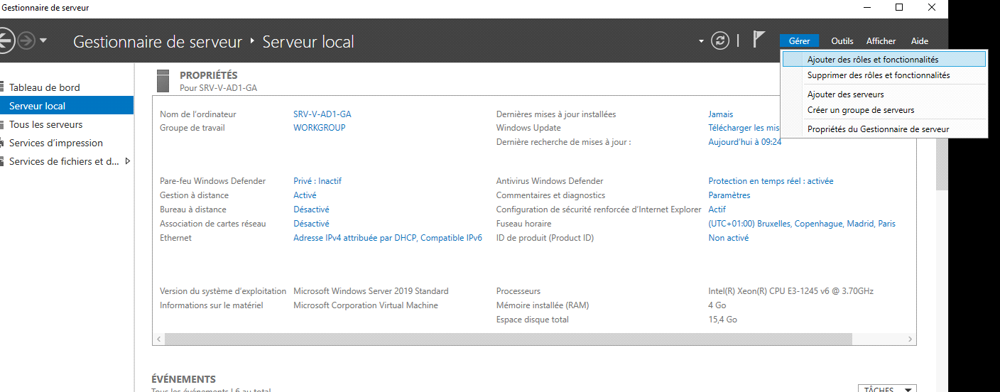 Gestionnaire de serveur
Gestionnaire de serveur ‣ Serveur local
Gérer Outils Afficher Aide
Ajouter des rôles et fonctionnalités
Supprimer des rôles et fonctionnalités
Ajouter des serveurs
Créer un groupe de serveurs
Propriétés du Gestionnaire de serveur
Tableau de bord
Serveur local
Tous les serveurs
Services d'impression
Services de fichiers et d...
PROPRIÉTÉS
Pour SRV-V-AD1-GA
Nom de l'ordinateur SRV-V-AD1-GA Dernières mises à jour installées Jamais
Groupe de travail WORKGROUP Windows Update Télécharger les mis
Dernière recherche de mises à jour : Aujourd'hui à 09:24
Pare-feu Windows Defender Privé : Inactif Antivirus Windows Defender Protection en temps réel : activée
Gestion à distance Activé Commentaires et diagnostics Paramètres
Bureau à distance Désactivé Configuration de sécurité renforcée d'Internet Explorer Actif
Association de cartes réseau Désactivé Fuseau horaire (UTC+01:00) Bruxelles, Copenhague, Madrid, Paris
Ethernet Adresse IPv4 attribuée par DHCP, Compatible IPv6 ID de produit (Product ID) Non activé
Version du système d'exploitation Microsoft Windows Server 2019 Standard Processeurs Intel(R) Xeon(R) CPU E3-1245 v6 @ 3.70GHz
Informations sur le matériel Microsoft Corporation Virtual Machine Mémoire installée (RAM) 4 Go
Espace disque total 15,4 Go
ÉVÉNEMENTS
Tous les événements | 6 au total
TÂCHES